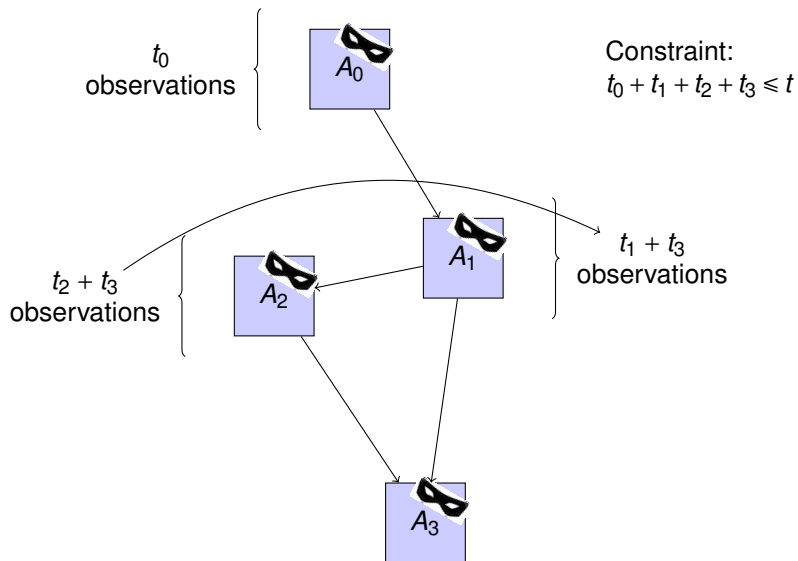 t₀
observations
A₀
Constraint:
t₀ + t₁ + t₂ + t₃ ⩽ t
A₁
t₁ + t₃
observations
t₂ + t₃
observations
A₂
A₃